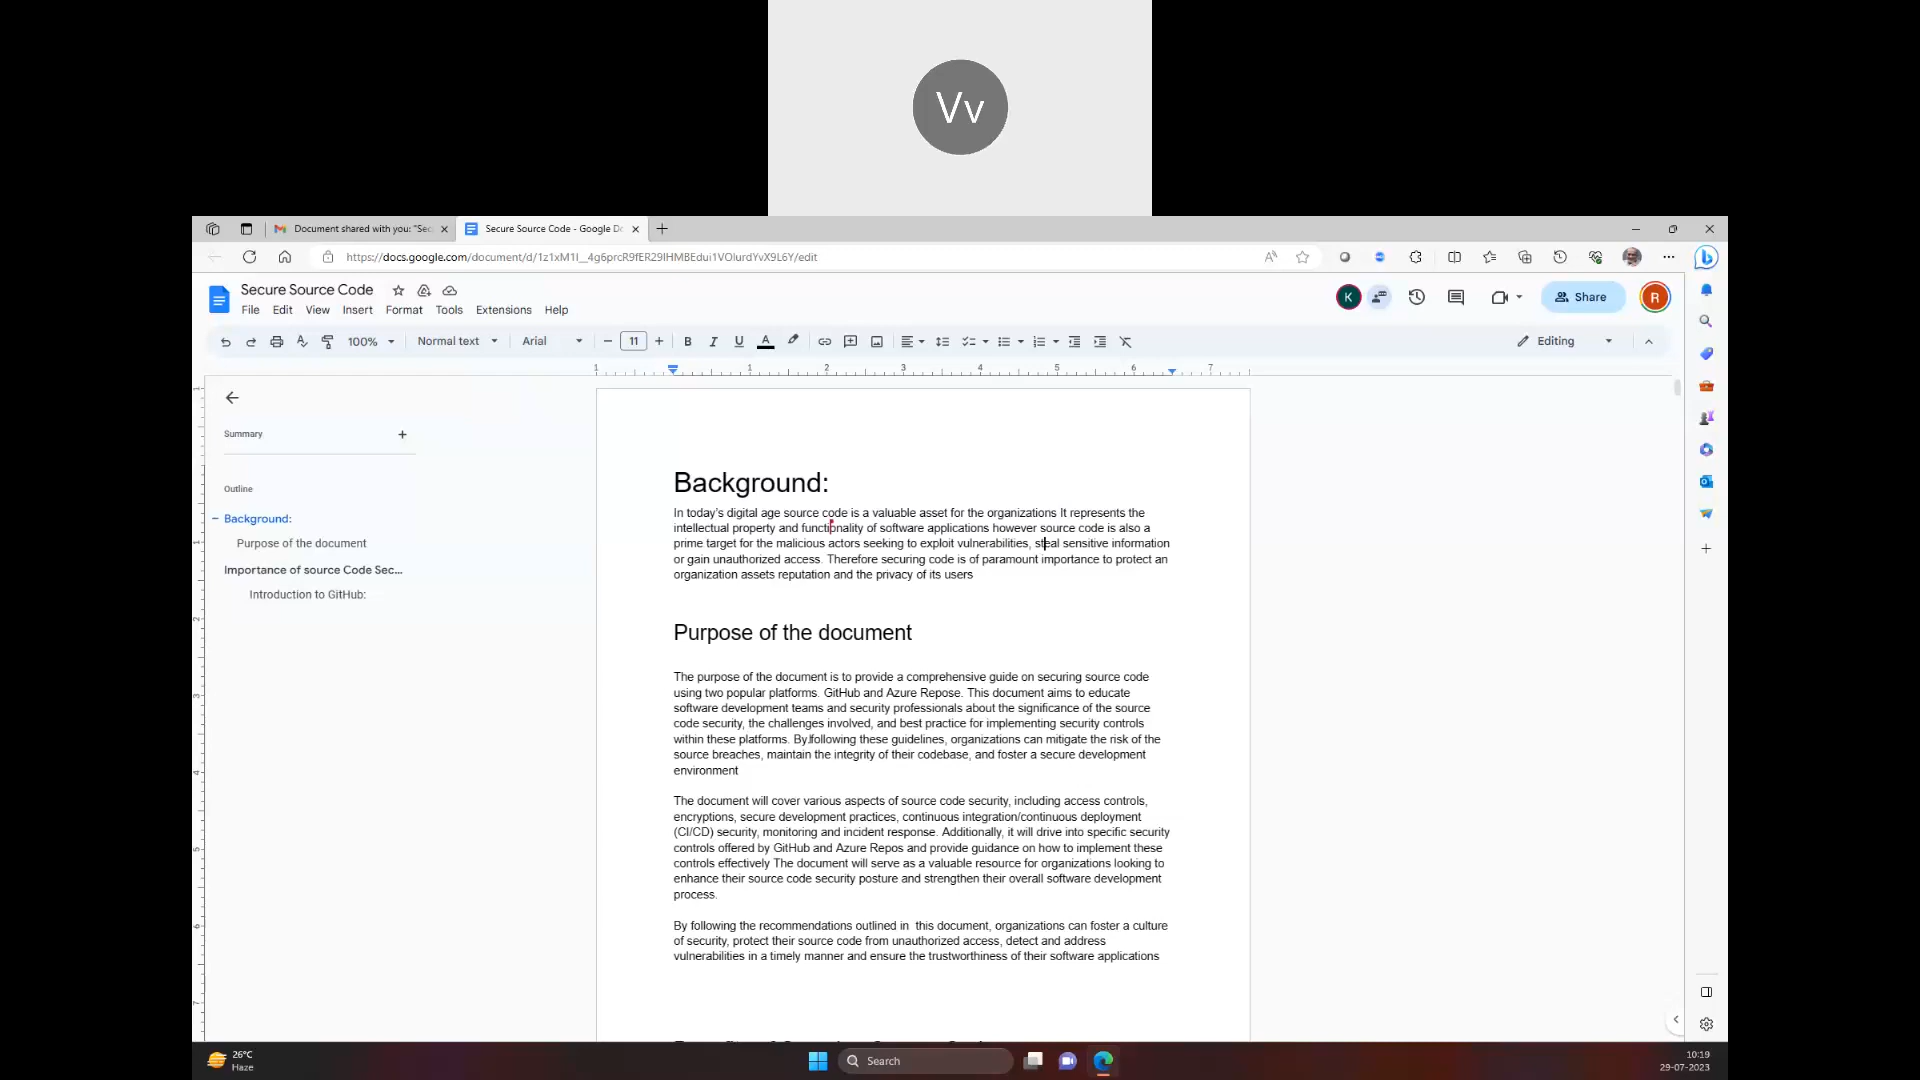 Vv
Document shared with you: "Sec
Secure Source Code - Google Do
https://docs.google.com/document/d/1z1xM1I__4g6prcR9fER29IHMBEdui1VOlurdYvX9L6Y/edit
Secure Source Code
File Edit View Insert Format Tools Extensions Help
K
Share
R
100% Normal text Arial 11 B I U A
Editing
1 1 2 3 4 5 6 7
Summary
Outline
Background:
Purpose of the document
Importance of source Code Sec...
Introduction to GitHub:
Background:
In today's digital age source code is a valuable asset for the organizations It represents the
intellectual property and functionality of software applications however source code is also a
prime target for the malicious actors seeking to exploit vulnerabilities, steal sensitive information
or gain unauthorized access. Therefore securing code is of paramount importance to protect an
organization assets reputation and the privacy of its users
Purpose of the document
The purpose of the document is to provide a comprehensive guide on securing source code
using two popular platforms. GitHub and Azure Repose. This document aims to educate
software development teams and security professionals about the significance of the source
code security, the challenges involved, and best practice for implementing security controls
within these platforms. By following these guidelines, organizations can mitigate the risk of the
source breaches, maintain the integrity of their codebase, and foster a secure development
environment
The document will cover various aspects of source code security, including access controls,
encryptions, secure development practices, continuous integration/continuous deployment
(CI/CD) security, monitoring and incident response. Additionally, it will drive into specific security
controls offered by GitHub and Azure Repos and provide guidance on how to implement these
controls effectively The document will serve as a valuable resource for organizations looking to
enhance their source code security posture and strengthen their overall software development
process.
By following the recommendations outlined in  this document, organizations can foster a culture
of security, protect their source code from unauthorized access, detect and address
vulnerabilities in a timely manner and ensure the trustworthiness of their software applications
26°C
Haze
Search
10:19
29-07-2023